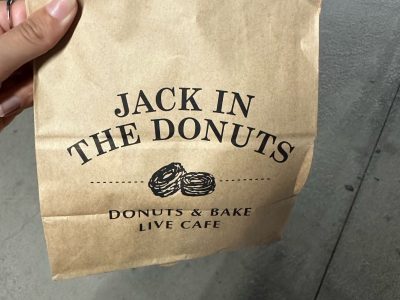 JACK IN
THE DONUTS
DONUTS & BAKE
LIVE CAFE